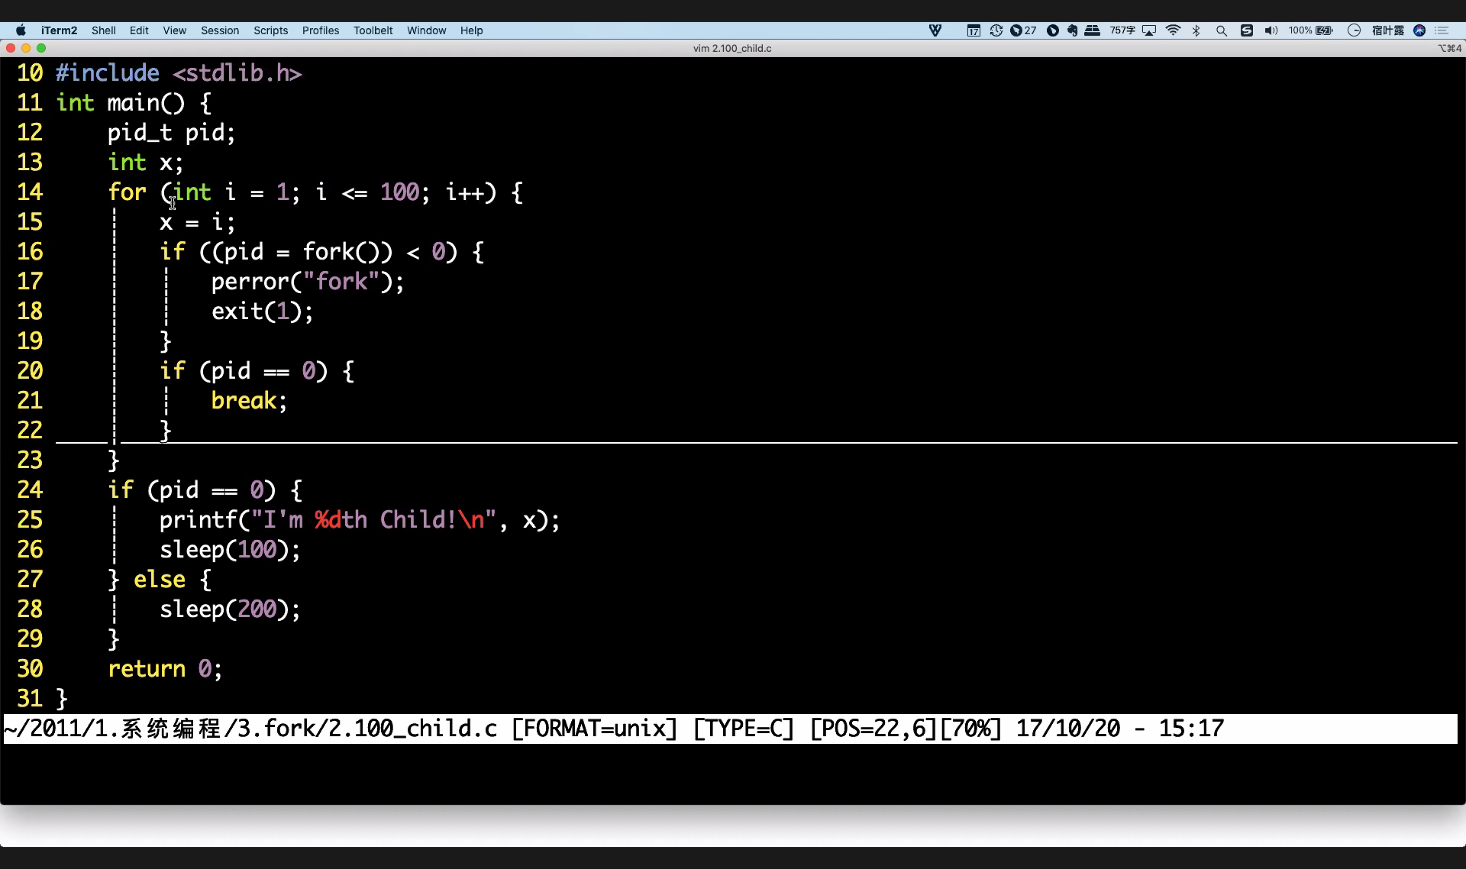 iTerm2 Shell Edit View Session Scripts Profiles Toolbelt Window Help 17 27 757字 100% 宿叶露
vim 2.100_child.c ⌥⌘4
10 #include <stdlib.h>
11 int main() {
12     pid_t pid;
13     int x;
14     for (int i = 1; i <= 100; i++) {
15         x = i;
16         if ((pid = fork()) < 0) {
17             perror("fork");
18             exit(1);
19         }
20         if (pid == 0) {
21             break;
22         }
23     }
24     if (pid == 0) {
25         printf("I'm %dth Child!\n", x);
26         sleep(100);
27     } else {
28         sleep(200);
29     }
30     return 0;
31 }
~/2011/1.系统编程/3.fork/2.100_child.c [FORMAT=unix] [TYPE=C] [POS=22,6][70%] 17/10/20 - 15:17